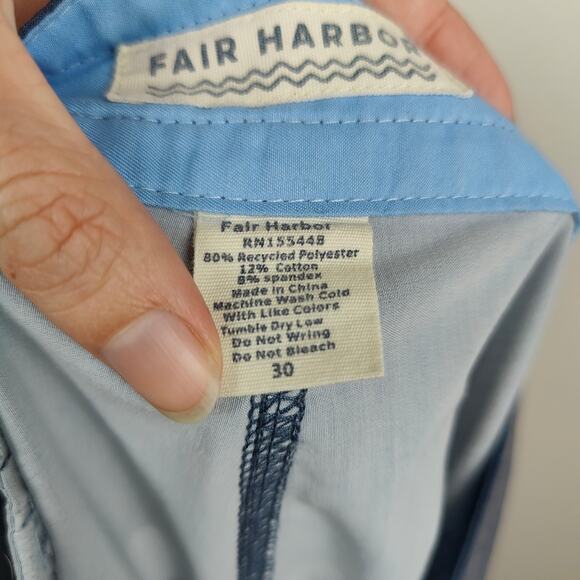 FAIR HARBOR
Fair Harbor
RN155448
80% Recycled Polyester
12% Cotton
8% spandex
Made in China
Machine Wash Cold
With Like Colors
Tumble Dry Low
Do Not Wring
Do Not Bleach
30